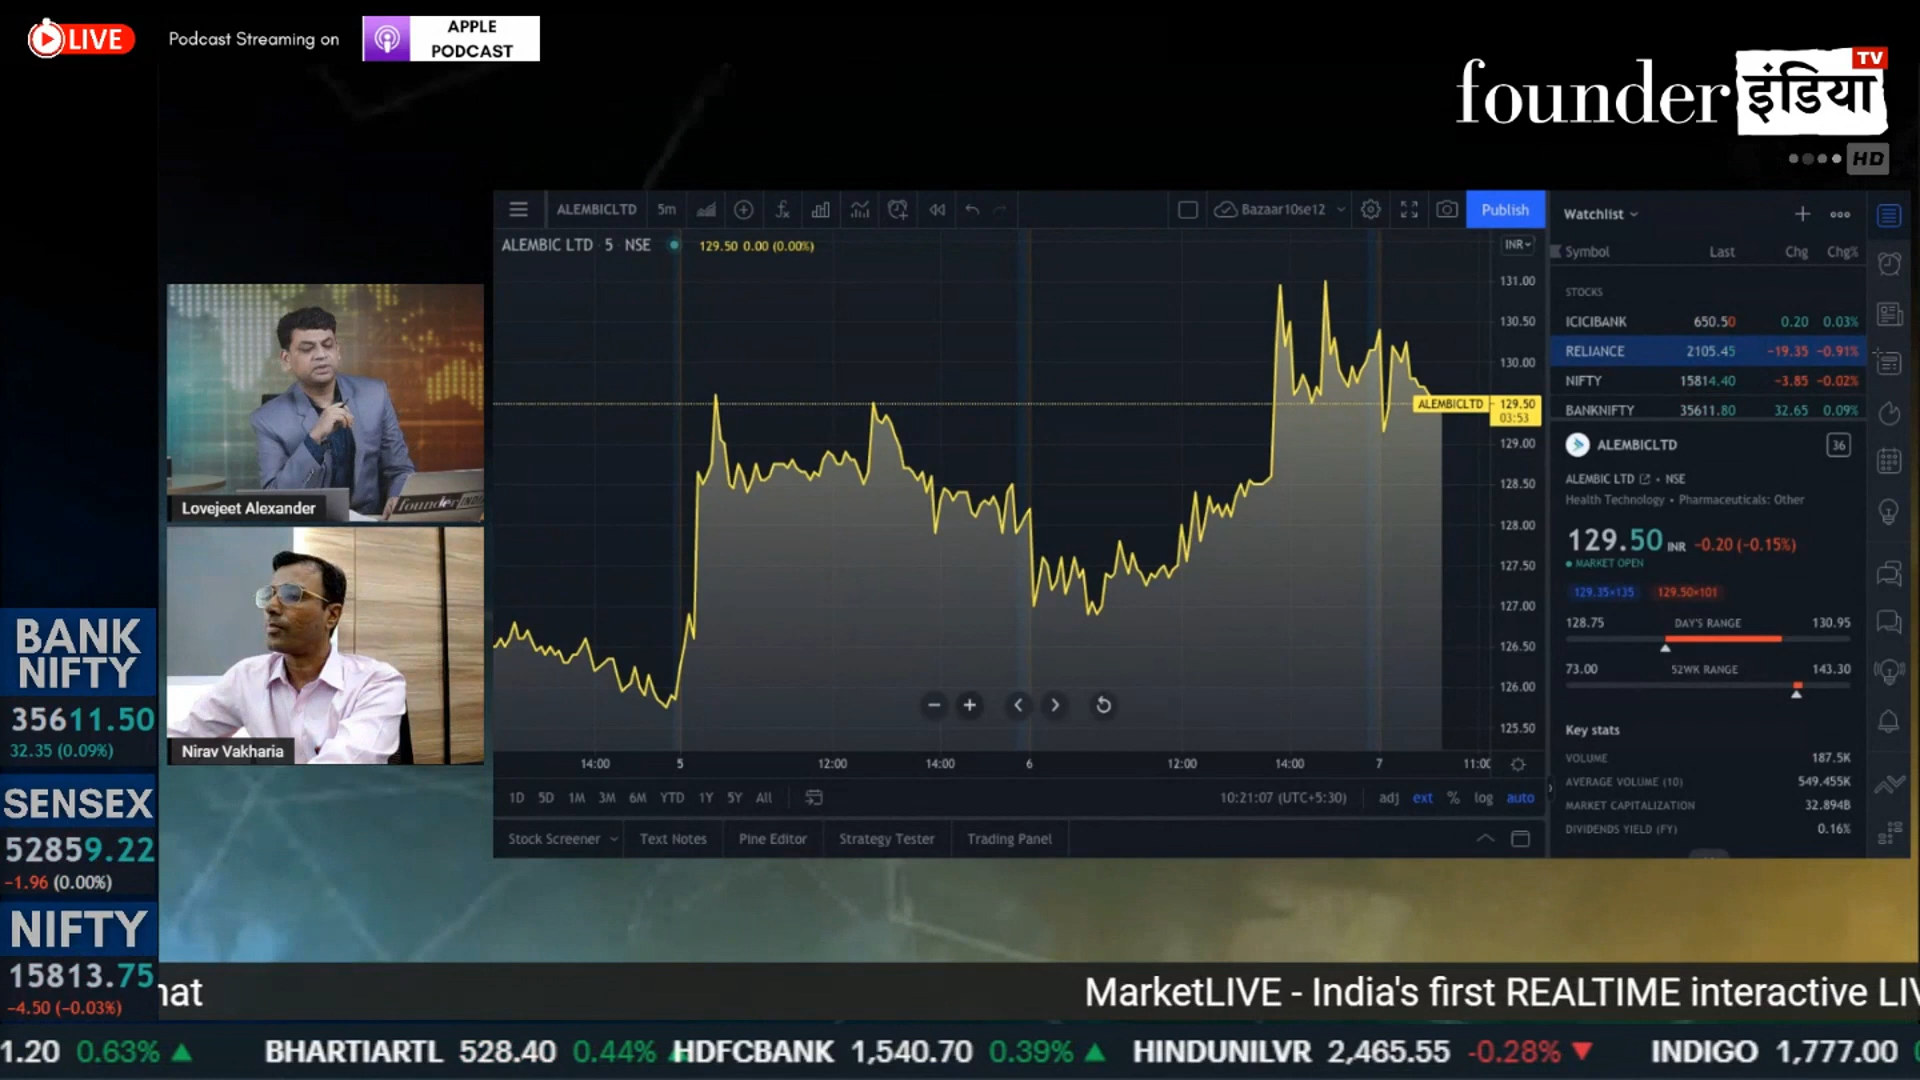 LIVE
Podcast Streaming on
APPLE
PODCAST
founder इंडिया TV
HD
ALEMBICLTD 5m
Bazaar10se12
Publish
ALEMBIC LTD 5 NSE
129.50 0.00 (0.00%)
INR
131.00
130.50
130.00
ALEMBICLTD 129.50
03:53
129.00
128.50
128.00
127.50
127.00
126.50
126.00
125.50
14:00 5 12:00 14:00 6 12:00 14:00 7 11:00
1D 5D 1M 3M 6M YTD 1Y 5Y All
10:21:07 (UTC+5:30) adj ext % log auto
Stock Screener Text Notes Pine Editor Strategy Tester Trading Panel
Watchlist
Symbol Last Chg Chg%
STOCKS
ICICIBANK 650.50 0.20 0.03%
RELIANCE 2105.45 −19.35 −0.91%
NIFTY 15814.40 −3.85 −0.02%
BANKNIFTY 35611.80 32.65 0.09%
ALEMBICLTD 36
ALEMBIC LTD • NSE
Health Technology • Pharmaceuticals: Other
129.50 INR −0.20 (−0.15%)
MARKET OPEN
129.35×135 129.50×101
128.75 DAY'S RANGE 130.95
73.00 52WK RANGE 143.30
Key stats
VOLUME 187.5K
AVERAGE VOLUME (10) 549.455K
MARKET CAPITALIZATION 32.894B
DIVIDENDS YIELD (FY) 0.16%
Lovejeet Alexander
founder
Nirav Vakharia
BANK
NIFTY
35611.50
32.35 (0.09%)
SENSEX
52859.22
−1.96 (0.00%)
NIFTY
15813.75
−4.50 (−0.03%)
hat MarketLIVE - India's first REALTIME interactive LIV
1.20 0.63% ▲ BHARTIARTL 528.40 0.44% ▲ HDFCBANK 1,540.70 0.39% ▲ HINDUNILVR 2,465.55 -0.28% ▼ INDIGO 1,777.00